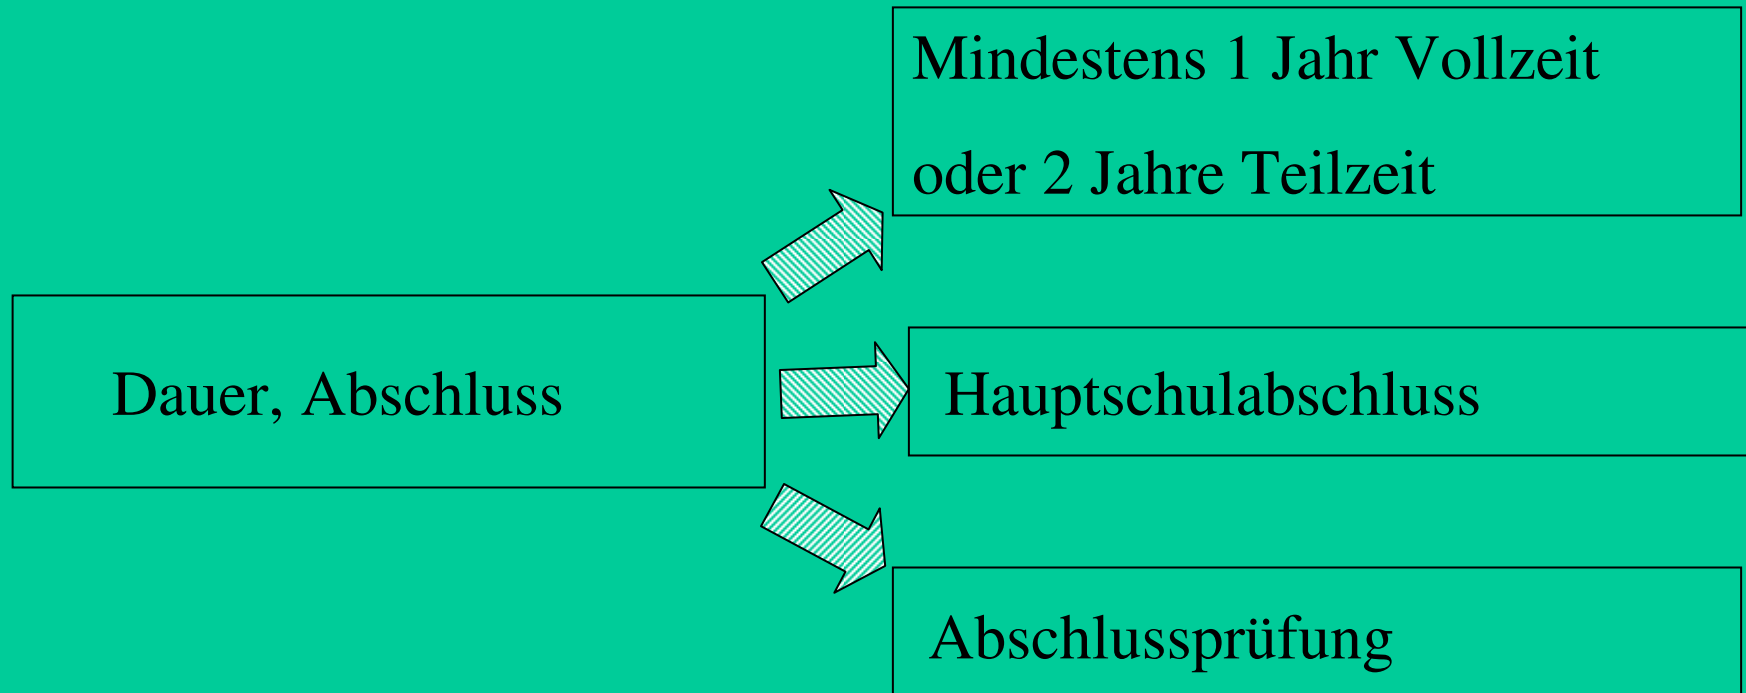 Mindestens 1 Jahr Vollzeit
oder 2 Jahre Teilzeit
Dauer, Abschluss
Hauptschulabschluss
Abschlussprüfung